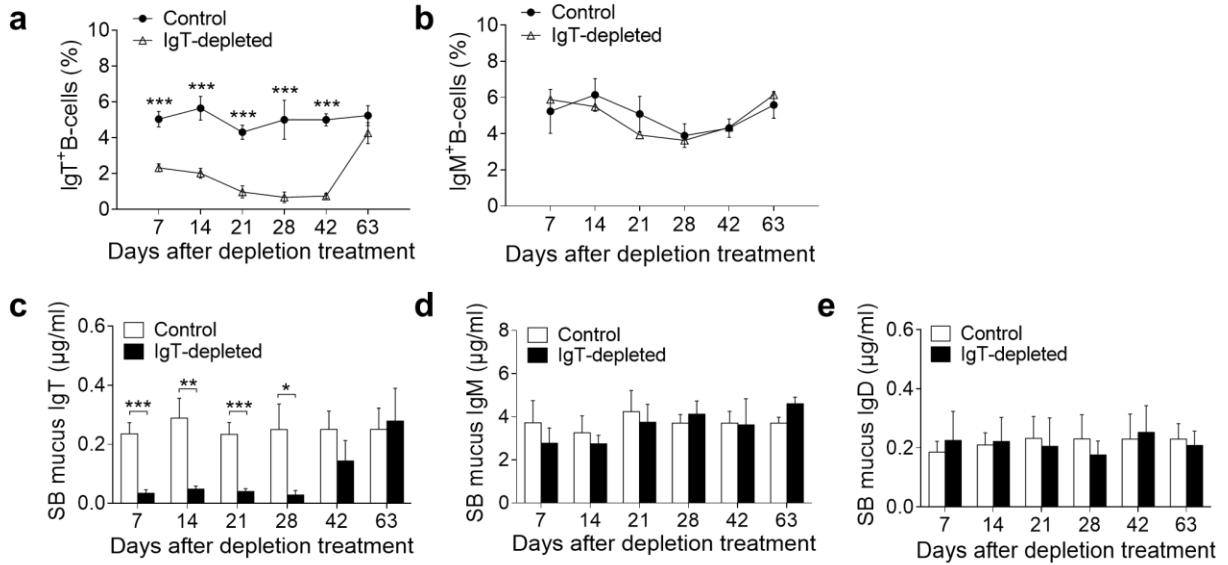 a
Control
IgT-depleted
IgT+B-cells (%)
10
8
6
4
2
0
*** *** *** *** ***
7 14 21 28 42 63
Days after depletion treatment
b
Control
IgT-depleted
IgM+B-cells (%)
10
8
6
4
2
0
7 14 21 28 42 63
Days after depletion treatment
c
Control
IgT-depleted
SB mucus IgT (µg/ml)
0.6
0.4
0.2
0.0
*** ** *** *
7 14 21 28 42 63
Days after depletion treatment
d
Control
IgT-depleted
SB mucus IgM (µg/ml)
8
6
4
2
0
7 14 21 28 42 63
Days after depletion treatment
e
Control
IgT-depleted
SB mucus IgD (µg/ml)
0.6
0.4
0.2
0.0
7 14 21 28 42 63
Days after depletion treatment